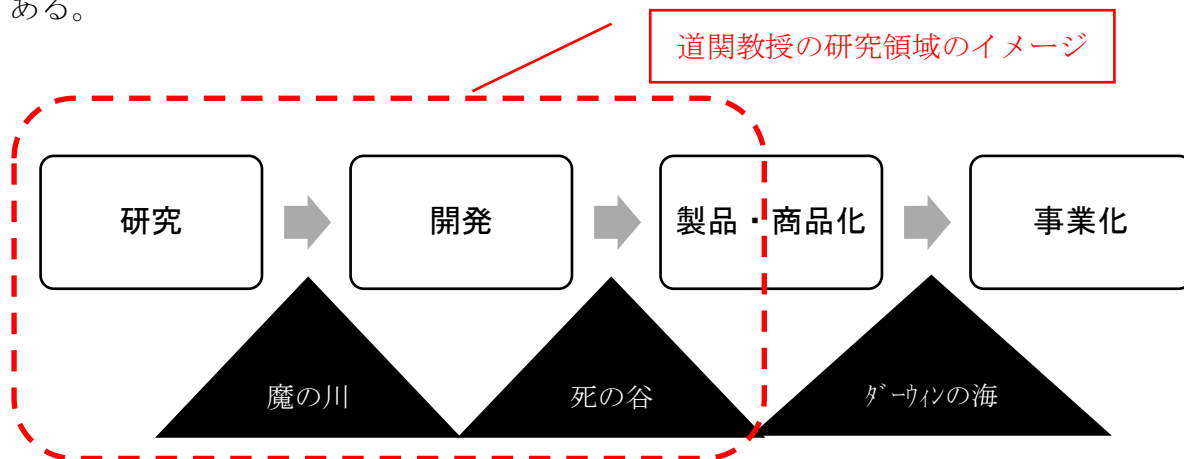 ある。
道関教授の研究領域のイメージ
研究
開発
製品・商品化
事業化
魔の川
死の谷
ﾀﾞｰｳｨﾝの海